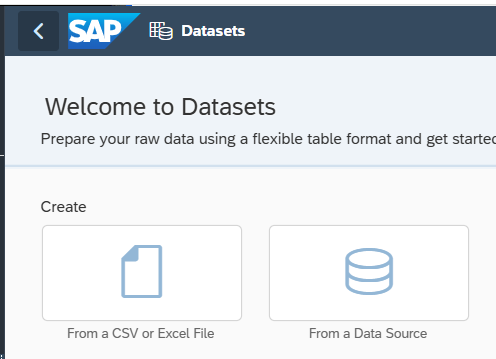 SAP Datasets
Welcome to Datasets
Prepare your raw data using a flexible table format and get started
Create
From a CSV or Excel File
From a Data Source